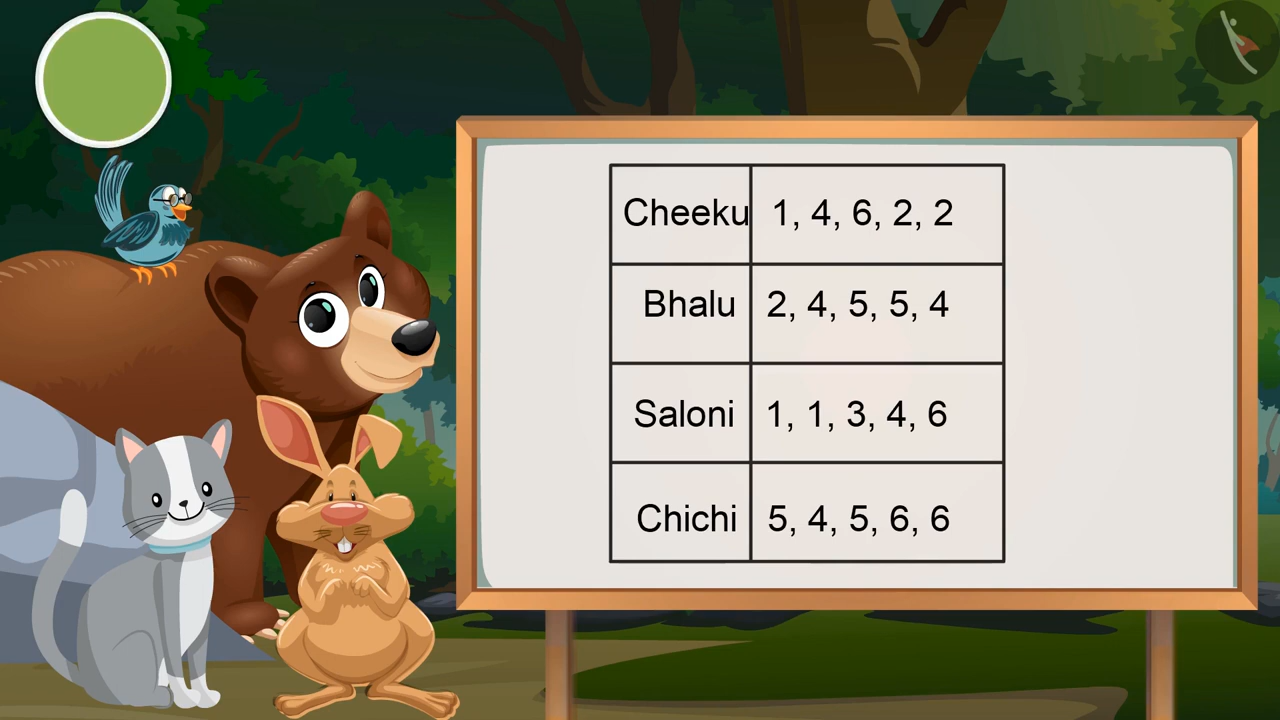 Cheeku 1, 4, 6, 2, 2
Bhalu 2, 4, 5, 5, 4
Saloni 1, 1, 3, 4, 6
Chichi 5, 4, 5, 6, 6